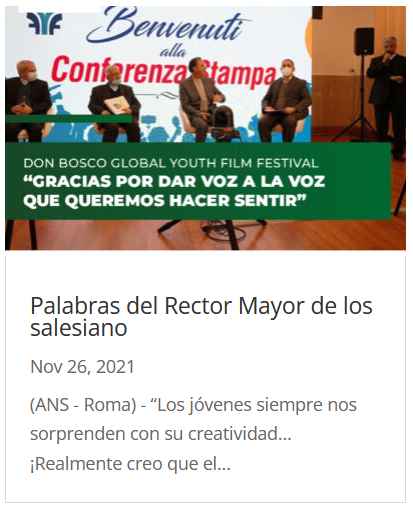 Benvenuti
alla
Conferenza Stampa
DON BOSCO GLOBAL YOUTH FILM FESTIVAL
“GRACIAS POR DAR VOZ A LA VOZ
QUE QUEREMOS HACER SENTIR”
Palabras del Rector Mayor de los
salesiano
Nov 26, 2021
(ANS - Roma) - “Los jóvenes siempre nos
sorprenden con su creatividad...
¡Realmente creo que el...